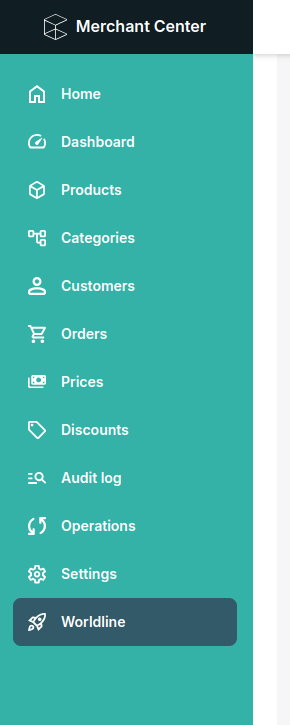 Merchant Center
Home
Dashboard
Products
Categories
Customers
Orders
Prices
Discounts
Audit log
Operations
Settings
Worldline